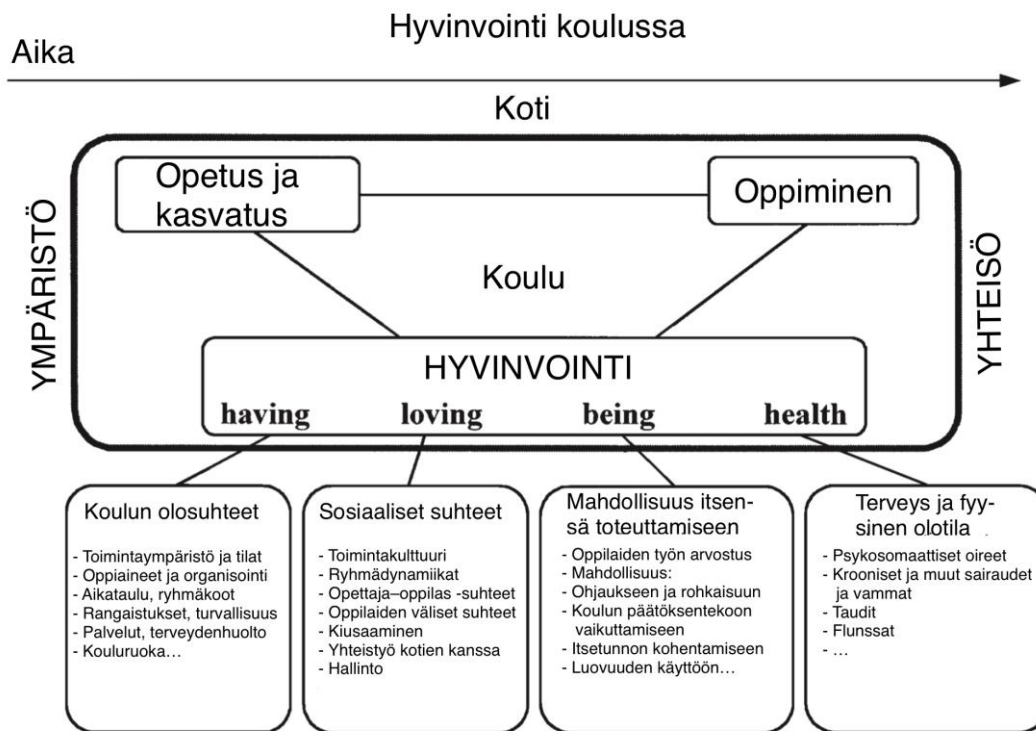 Hyvinvointi koulussa
Aika
Koti
YMPÄRISTÖ
Opetus ja
kasvatus
Oppiminen
Koulu
YHTEISÖ
HYVINVOINTI
having loving being health
Koulun olosuhteet
- Toimintaympäristö ja tilat
- Oppiaineet ja organisointi
- Aikataulu, ryhmäkoot
- Rangaistukset, turvallisuus
- Palvelut, terveydenhuolto
- Kouluruoka…
Sosiaaliset suhteet
- Toimintakulttuuri
- Ryhmädynamiikat
- Opettaja–oppilas -suhteet
- Oppilaiden väliset suhteet
- Kiusaaminen
- Yhteistyö kotien kanssa
- Hallinto
Mahdollisuus itsen-
sä toteuttamiseen
- Oppilaiden työn arvostus
- Mahdollisuus:
- Ohjaukseen ja rohkaisuun
- Koulun päätöksentekoon
vaikuttamiseen
- Itsetunnon kohentamiseen
- Luovuuden käyttöön…
Terveys ja fyy-
sinen olotila
- Psykosomaattiset oireet
- Krooniset ja muut sairaudet
ja vammat
- Taudit
- Flunssat
- …